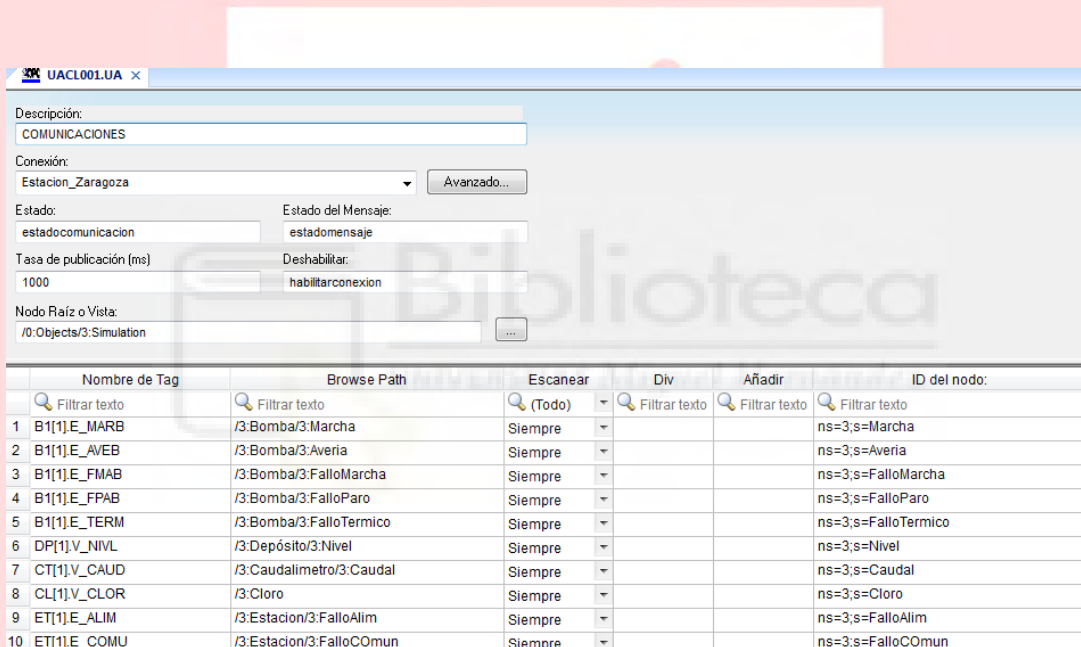 UACL001.UA ×
Descripción:
COMUNICACIONES
Conexión:
Estacion_Zaragoza Avanzado...
Estado: Estado del Mensaje:
estadocomunicacion estadomensaje
Tasa de publicación (ms) Deshabilitar:
1000 habilitarconexion
Nodo Raíz o Vista:
/0:Objects/3:Simulation ...
Biblioteca
Nombre de Tag Browse Path Escanear Div Añadir ID del nodo:
Filtrar texto Filtrar texto (Todo) Filtrar texto Filtrar texto Filtrar texto
1 B1[1].E_MARB /3:Bomba/3:Marcha Siempre ns=3;s=Marcha
2 B1[1].E_AVEB /3:Bomba/3:Averia Siempre ns=3;s=Averia
3 B1[1].E_FMAB /3:Bomba/3:FalloMarcha Siempre ns=3;s=FalloMarcha
4 B1[1].E_FPAB /3:Bomba/3:FalloParo Siempre ns=3;s=FalloParo
5 B1[1].E_TERM /3:Bomba/3:FalloTermico Siempre ns=3;s=FalloTermico
6 DP[1].V_NIVL /3:Depósito/3:Nivel Siempre ns=3;s=Nivel
7 CT[1].V_CAUD /3:Caudalimetro/3:Caudal Siempre ns=3;s=Caudal
8 CL[1].V_CLOR /3:Cloro Siempre ns=3;s=Cloro
9 ET[1].E_ALIM /3:Estacion/3:FalloAlim Siempre ns=3;s=FalloAlim
10 ET[1].E_COMU /3:Estacion/3:FalloCOmun Siempre ns=3;s=FalloCOmun